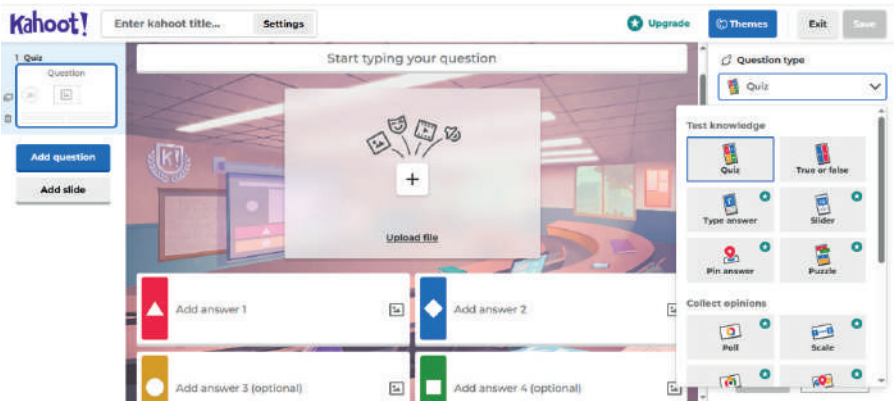 Kahoot!
Enter kahoot title...
Settings
Upgrade
Themes
Exit
Save
1 Quiz
Question
Add question
Add slide
Start typing your question
K!
Upload file
Add answer 1
Add answer 2
Add answer 3 (optional)
Add answer 4 (optional)
Question type
Quiz
Test knowledge
Quiz
True or false
Type answer
Slider
Pin answer
Puzzle
Collect opinions
Poll
Scale